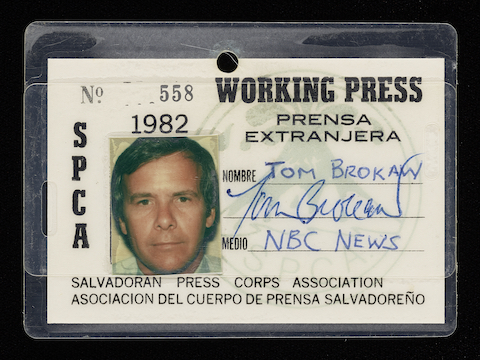 Nº 558 WORKING PRESS
1982
PRENSA
EXTRANJERA
SPCA
NOMBRE TOM BROKAW
Tom Brokaw
MEDIO NBC NEWS
SALVADORAN PRESS CORPS ASSOCIATION
ASOCIACION DEL CUERPO DE PRENSA SALVADOREÑO